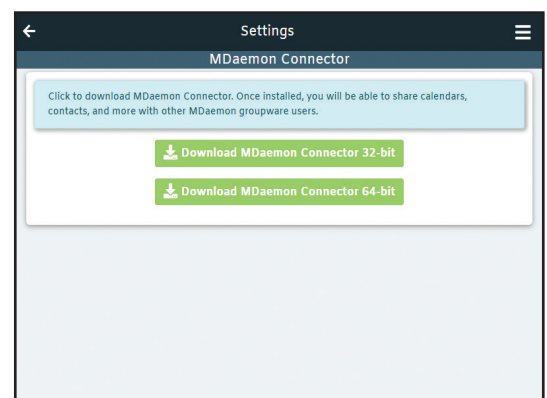 Settings
MDaemon Connector
Click to download MDaemon Connector. Once installed, you will be able to share calendars,
contacts, and more with other MDaemon groupware users.
Download MDaemon Connector 32-bit
Download MDaemon Connector 64-bit